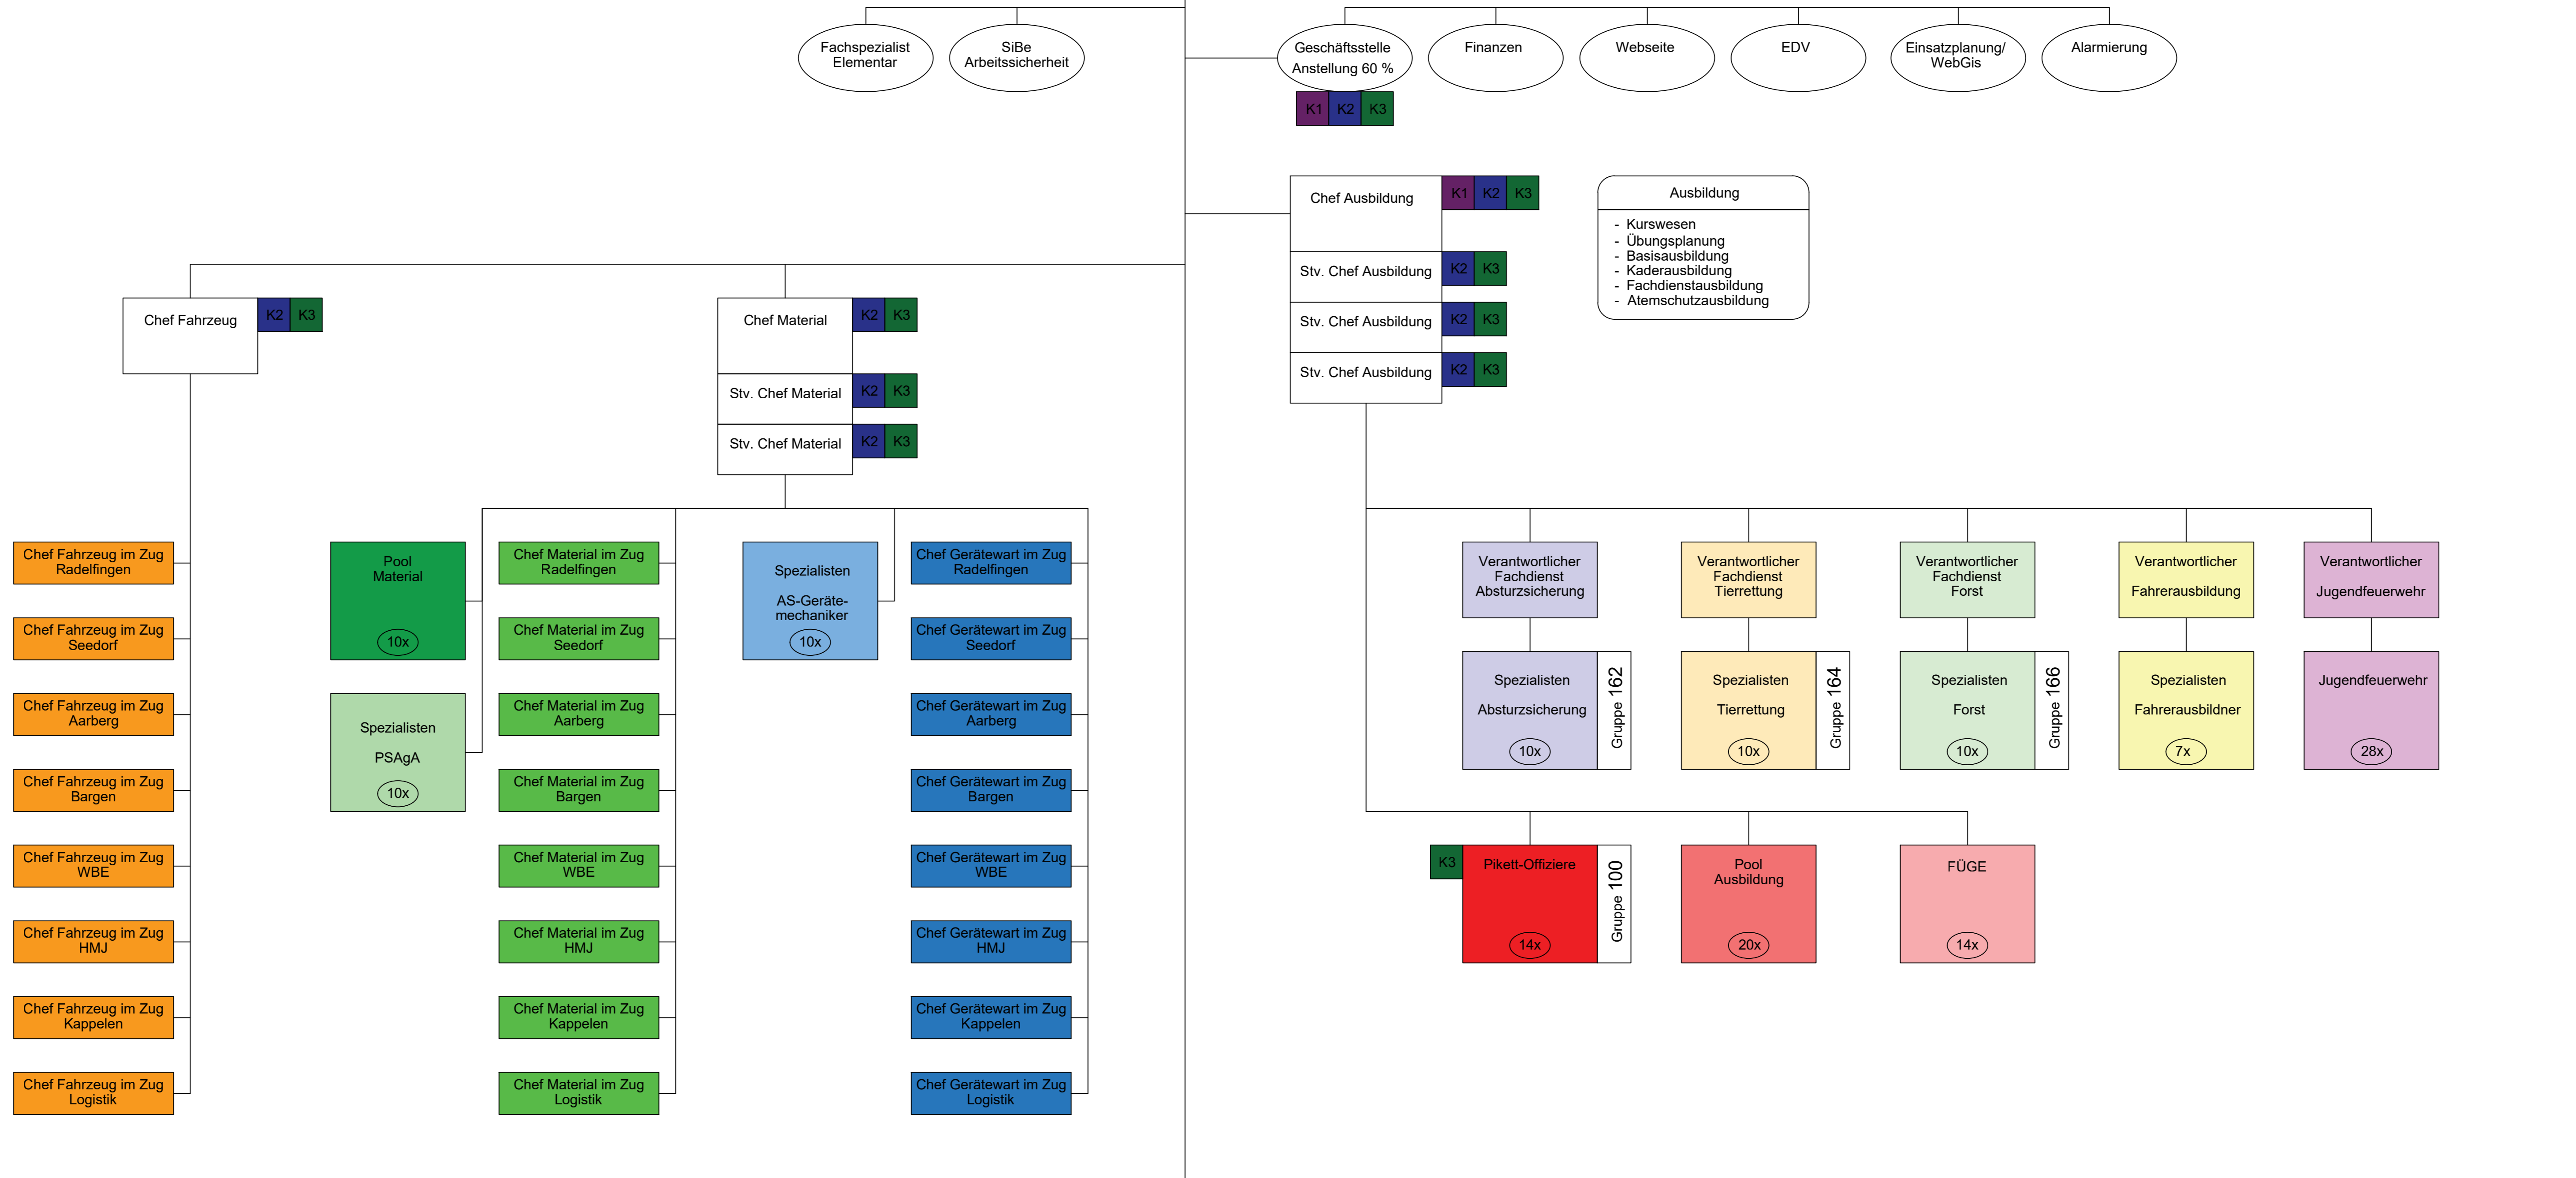 Fachspezialist
Elementar
SiBe
Arbeitssicherheit
Geschäftsstelle
Anstellung 60 %
K1 K2 K3
Finanzen
Webseite
EDV
Einsatzplanung/
WebGis
Alarmierung
Chef Ausbildung
K1 K2 K3
Stv. Chef Ausbildung
K2 K3
Stv. Chef Ausbildung
K2 K3
Stv. Chef Ausbildung
K2 K3
Ausbildung
- Kurswesen
- Übungsplanung
- Basisausbildung
- Kaderausbildung
- Fachdienstausbildung
- Atemschutzausbildung
Chef Fahrzeug
K2 K3
Chef Material
K2 K3
Stv. Chef Material
K2 K3
Stv. Chef Material
K2 K3
Chef Fahrzeug im Zug
Radelfingen
Chef Fahrzeug im Zug
Seedorf
Chef Fahrzeug im Zug
Aarberg
Chef Fahrzeug im Zug
Bargen
Chef Fahrzeug im Zug
WBE
Chef Fahrzeug im Zug
HMJ
Chef Fahrzeug im Zug
Kappelen
Chef Fahrzeug im Zug
Logistik
Pool
Material
10x
Spezialisten
PSAgA
10x
Chef Material im Zug
Radelfingen
Chef Material im Zug
Seedorf
Chef Material im Zug
Aarberg
Chef Material im Zug
Bargen
Chef Material im Zug
WBE
Chef Material im Zug
HMJ
Chef Material im Zug
Kappelen
Chef Material im Zug
Logistik
Spezialisten
AS-Geräte-
mechaniker
10x
Chef Gerätewart im Zug
Radelfingen
Chef Gerätewart im Zug
Seedorf
Chef Gerätewart im Zug
Aarberg
Chef Gerätewart im Zug
Bargen
Chef Gerätewart im Zug
WBE
Chef Gerätewart im Zug
HMJ
Chef Gerätewart im Zug
Kappelen
Chef Gerätewart im Zug
Logistik
Verantwortlicher
Fachdienst
Absturzsicherung
Verantwortlicher
Fachdienst
Tierrettung
Verantwortlicher
Fachdienst
Forst
Verantwortlicher
Fahrerausbildung
Verantwortlicher
Jugendfeuerwehr
Spezialisten
Absturzsicherung
10x
Gruppe 162
Spezialisten
Tierrettung
10x
Gruppe 164
Spezialisten
Forst
10x
Gruppe 166
Spezialisten
Fahrerausbildner
7x
Jugendfeuerwehr
28x
K3
Pikett-Offiziere
14x
Gruppe 100
Pool
Ausbildung
20x
FÜGE
14x